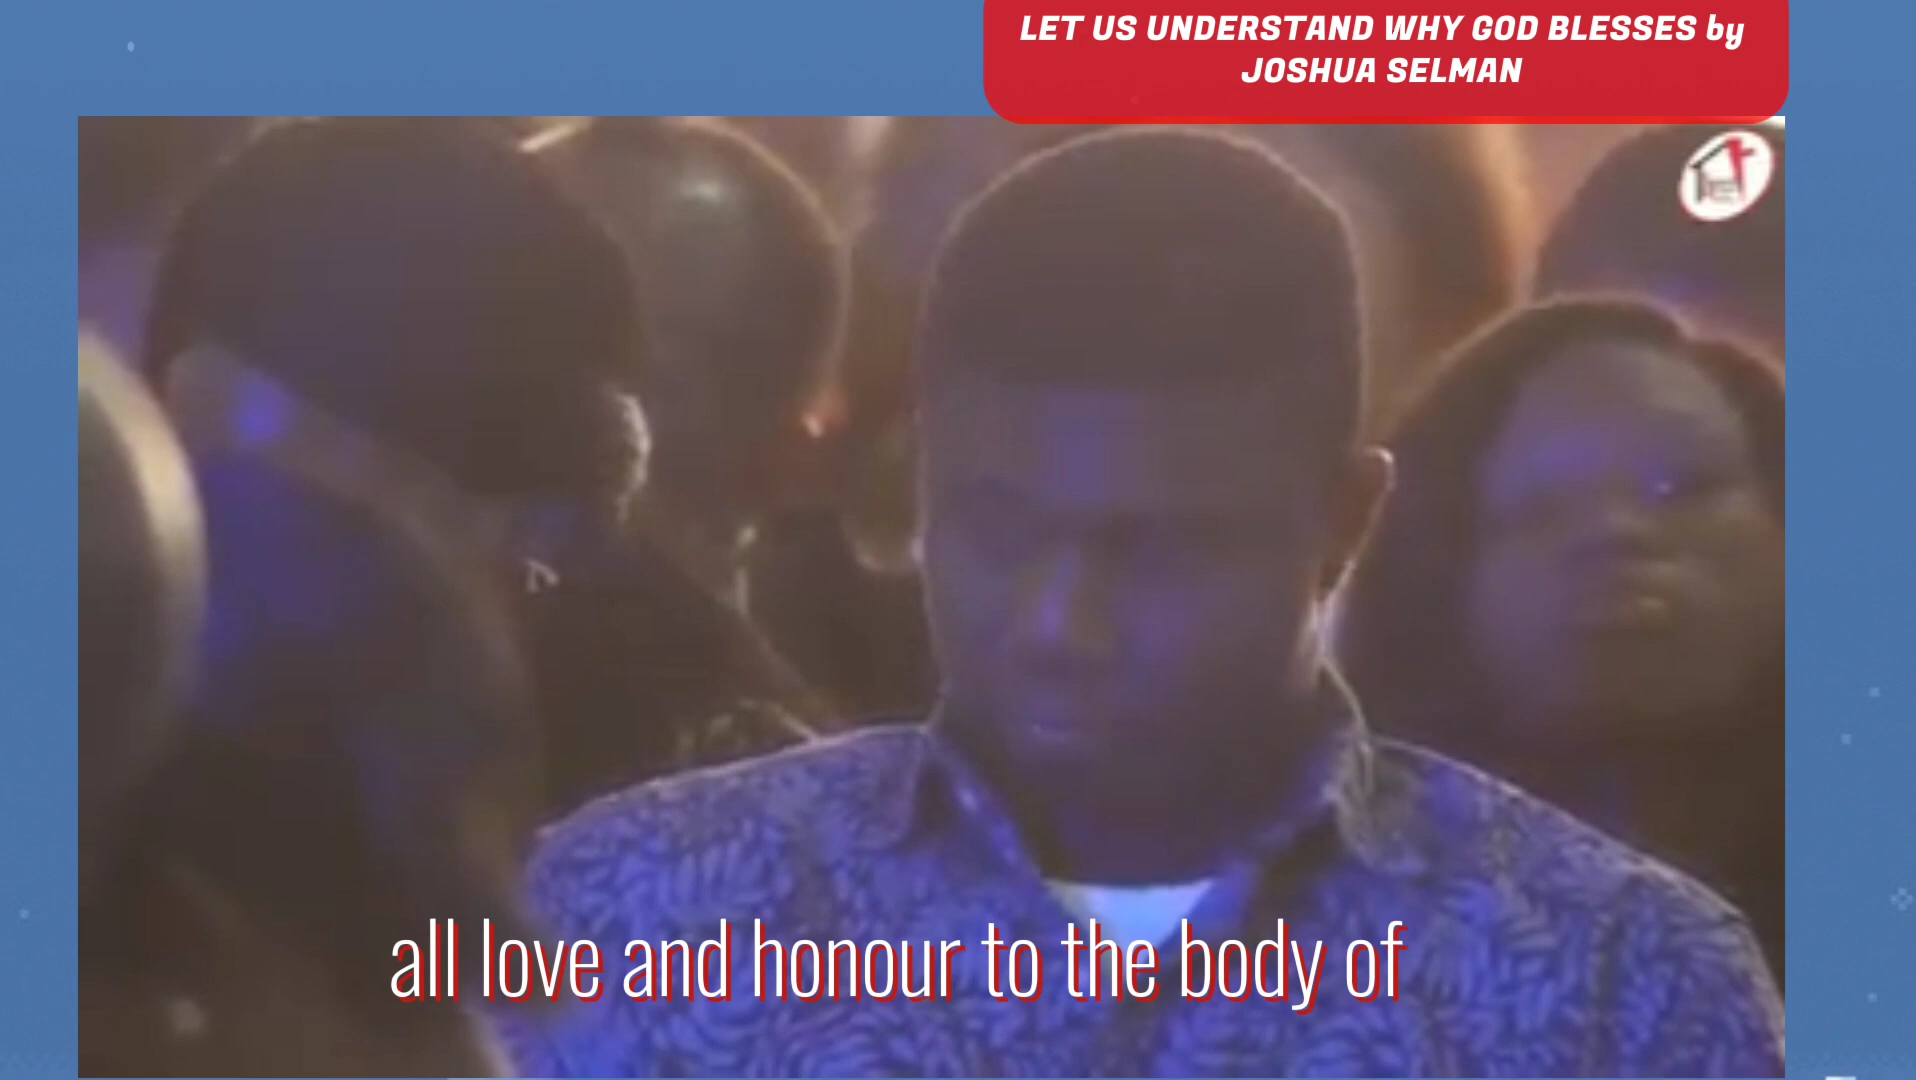 LET US UNDERSTAND WHY GOD BLESSES by
JOSHUA SELMAN
all love and honour to the body of